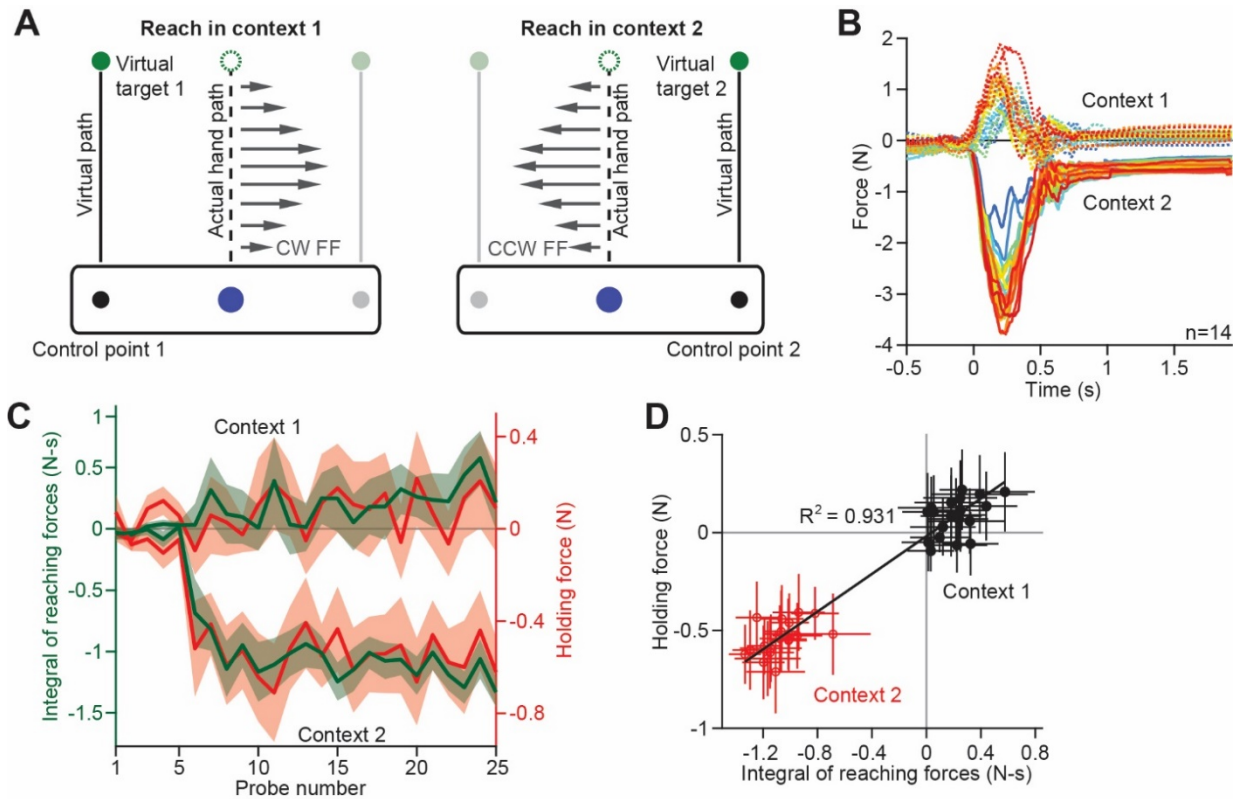 A
Reach in context 1
Reach in context 2
Virtual target 1
Virtual path
Actual hand path
CW FF
Control point 1
Virtual target 2
Actual hand path
Virtual path
CCW FF
Control point 2
B
Force (N)
2
1
0
-1
-2
-3
-4
Context 1
Context 2
n=14
-0.5
0
0.5
1
1.5
Time (s)
C
Integral of reaching forces (N-s)
1
0.5
0
-0.5
-1
-1.5
Context 1
Context 2
0.4
0
-0.4
-0.8
Holding force (N)
1
5
10
15
20
25
Probe number
D
Holding force (N)
0.5
0
-0.5
-1
R² = 0.931
Context 1
Context 2
-1.2
-0.8
-0.4
0
0.4
0.8
Integral of reaching forces (N-s)